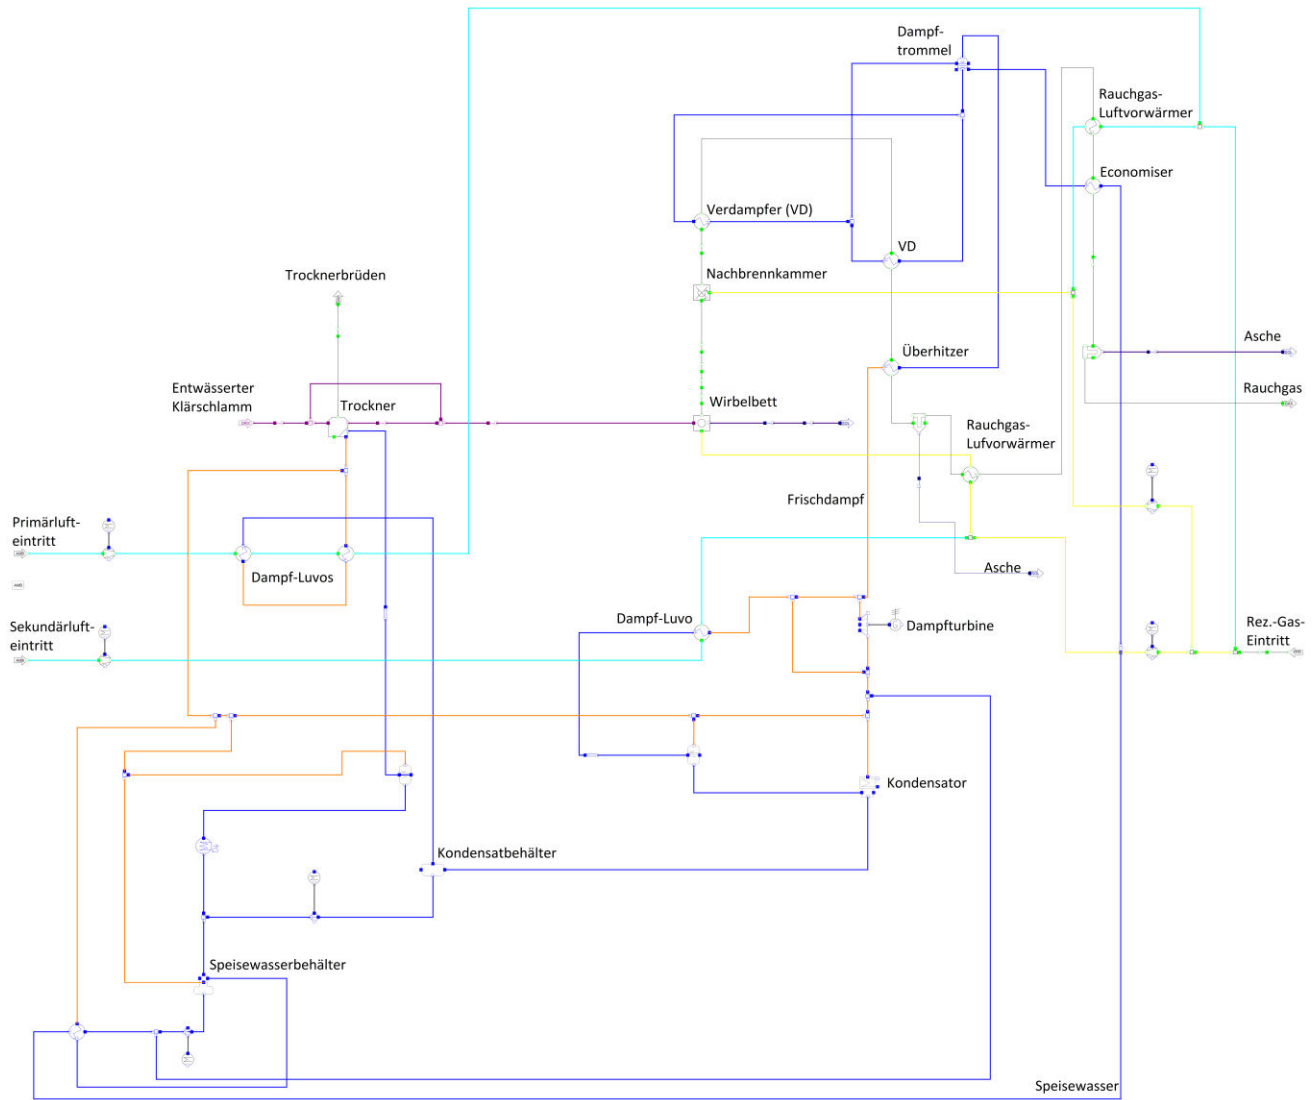 Dampf-
trommel
Rauchgas-
Luftvorwärmer
Economiser
Verdampfer (VD)
VD
Nachbrennkammer
Trocknerbrüden
Asche
Überhitzer
Rauchgas
Entwässerter
Klärschlamm
Trockner
Wirbelbett
Rauchgas-
Lufvorwärmer
Frischdampf
Primärluft-
eintritt
Dampf-Luvos
Asche
Sekundärluft-
eintritt
Dampf-Luvo
Dampfturbine
Rez.-Gas-
Eintritt
Kondensator
Kondensatbehälter
Speisewasserbehälter
Speisewasser